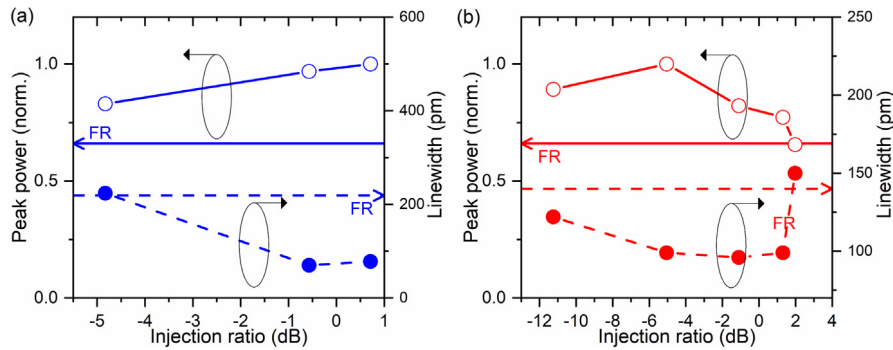 (a)
Peak power (norm.)
1.0
0.5
0.0
FR
FR
600
400
200
0
Linewidth (pm)
-5 -4 -3 -2 -1 0 1
Injection ratio (dB)
(b)
Peak power (norm.)
1.0
0.5
0.0
FR
FR
250
200
150
100
Linewidth (pm)
-12 -10 -8 -6 -4 -2 0 2 4
Injection ratio (dB)